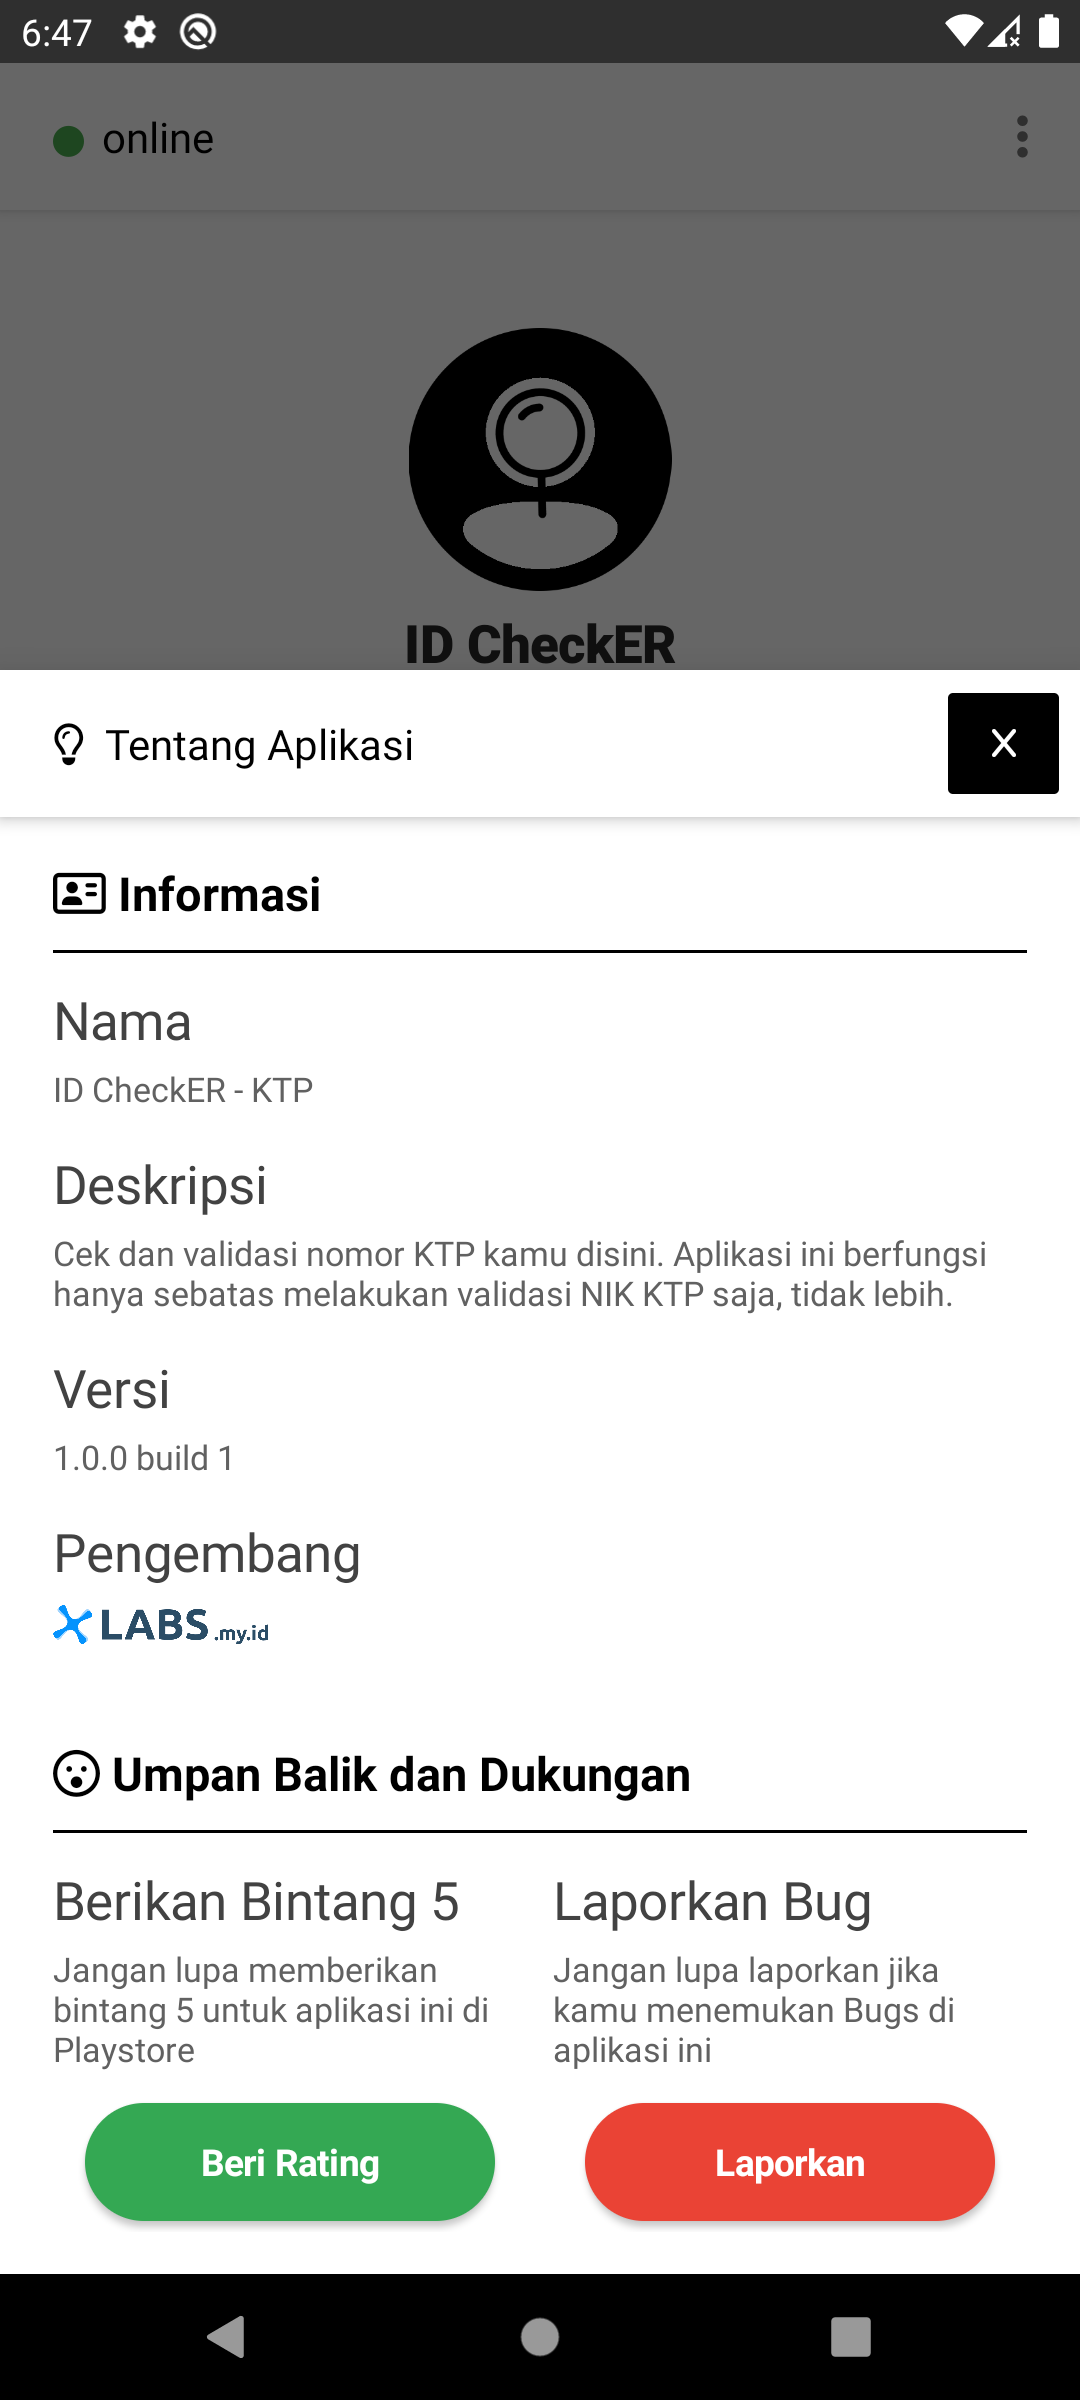 6:47
online
ID CheckER
Tentang Aplikasi
Informasi
Nama
ID CheckER - KTP
Deskripsi
Cek dan validasi nomor KTP kamu disini. Aplikasi ini berfungsi
hanya sebatas melakukan validasi NIK KTP saja, tidak lebih.
Versi
1.0.0 build 1
Pengembang
LABS.my.id
Umpan Balik dan Dukungan
Berikan Bintang 5
Jangan lupa memberikan
bintang 5 untuk aplikasi ini di
Playstore
Beri Rating
Laporkan Bug
Jangan lupa laporkan jika
kamu menemukan Bugs di
aplikasi ini
Laporkan